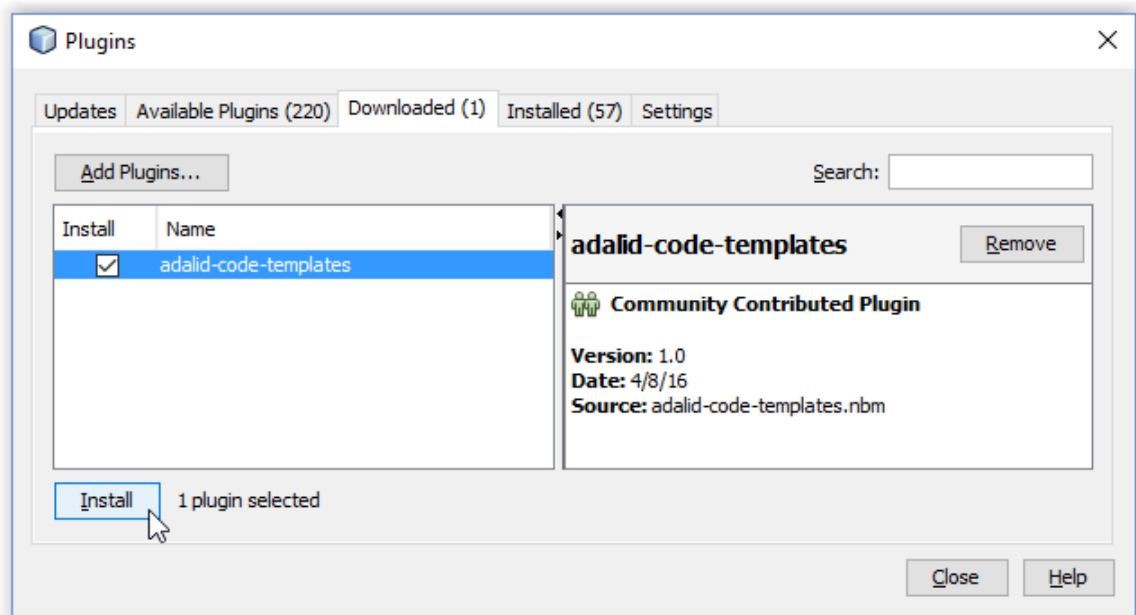 Plugins
Updates Available Plugins (220) Downloaded (1) Installed (57) Settings
Add Plugins... Search:
Install Name
adalid-code-templates
adalid-code-templates Remove
Community Contributed Plugin
Version: 1.0
Date: 4/8/16
Source: adalid-code-templates.nbm
Install 1 plugin selected
Close Help